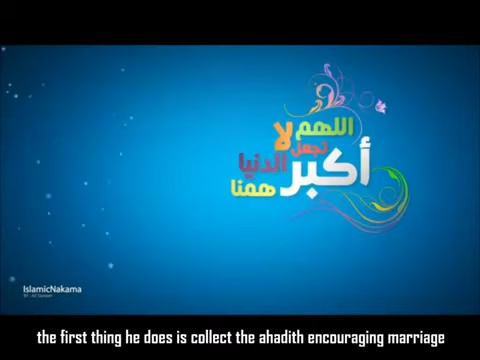 اللهم
لا
تجعل
الدنيا
أكبر
همنا
IslamicNakama
the first thing he does is collect the ahadith encouraging marriage